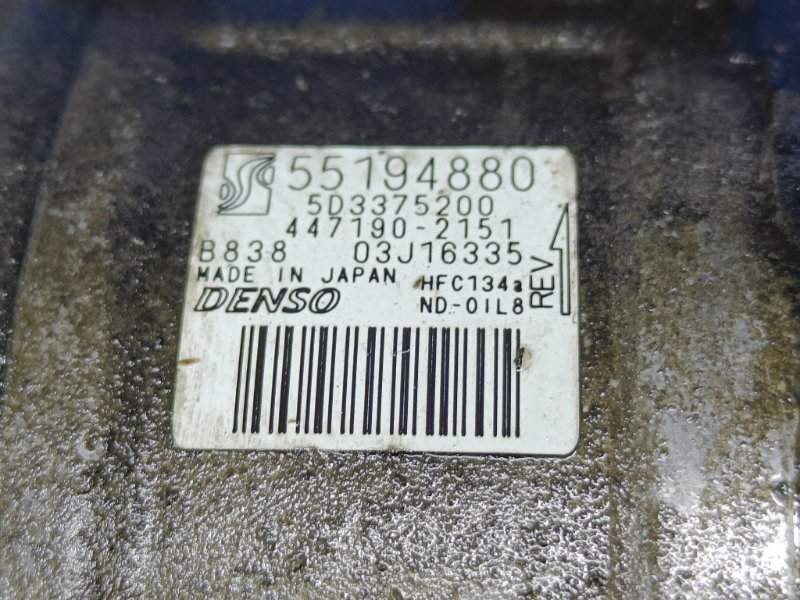 55194880
5D3375200
447190-2151
B838 03J16335
MADE IN JAPAN HFC134a
DENSO ND-OIL8
REV